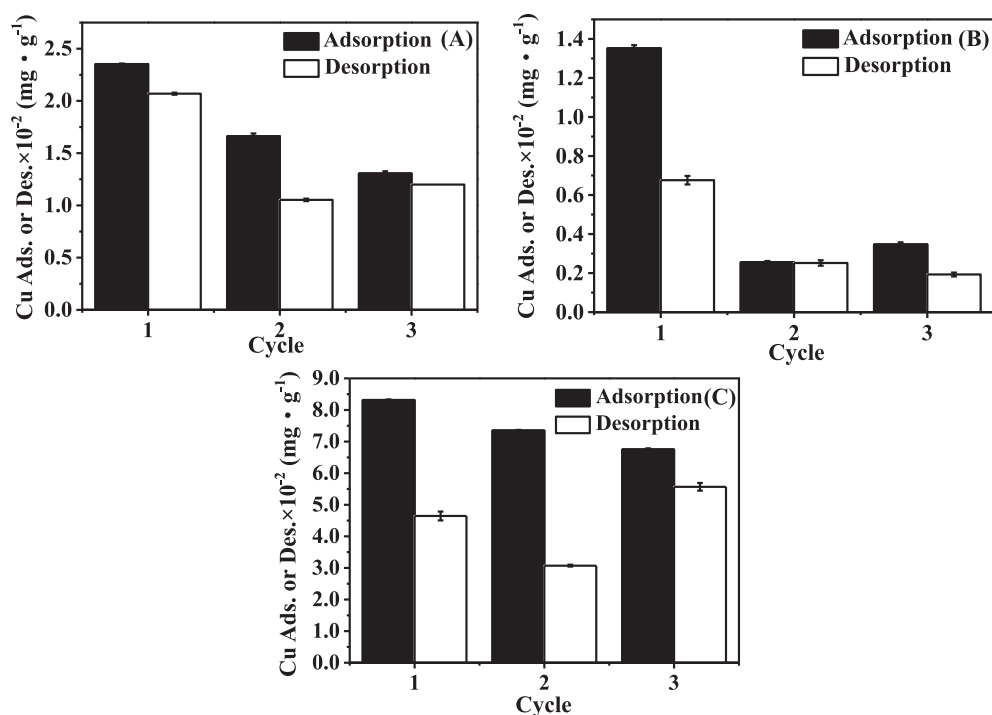 Adsorption (A)
Desorption
Cu Ads. or Des.×10⁻² (mg・g⁻¹)
2.5
2.0
1.5
1.0
0.5
0.0
1 2 3
Cycle
Adsorption (B)
Desorption
Cu Ads. or Des.×10⁻² (mg・g⁻¹)
1.4
1.2
1.0
0.8
0.6
0.4
0.2
0.0
1 2 3
Cycle
Adsorption(C)
Desorption
Cu Ads. or Des.×10⁻² (mg・g⁻¹)
9.0
8.0
7.0
6.0
5.0
4.0
3.0
2.0
1.0
0.0
1 2 3
Cycle